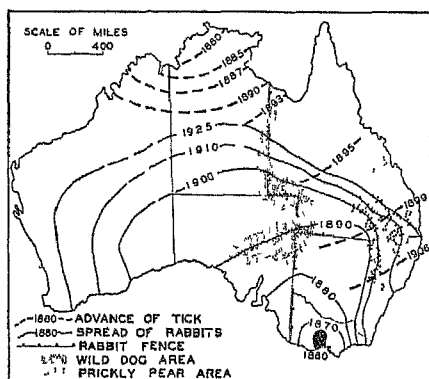 SCALE OF MILES
0 400
1880
1885
1887
1890
1893
1925
1895
1910
1900
1899
1890
1906
1880
1870
1860
-1880- ADVANCE OF TICK
-1880- SPREAD OF RABBITS
RABBIT FENCE
WILD DOG AREA
PRICKLY PEAR AREA